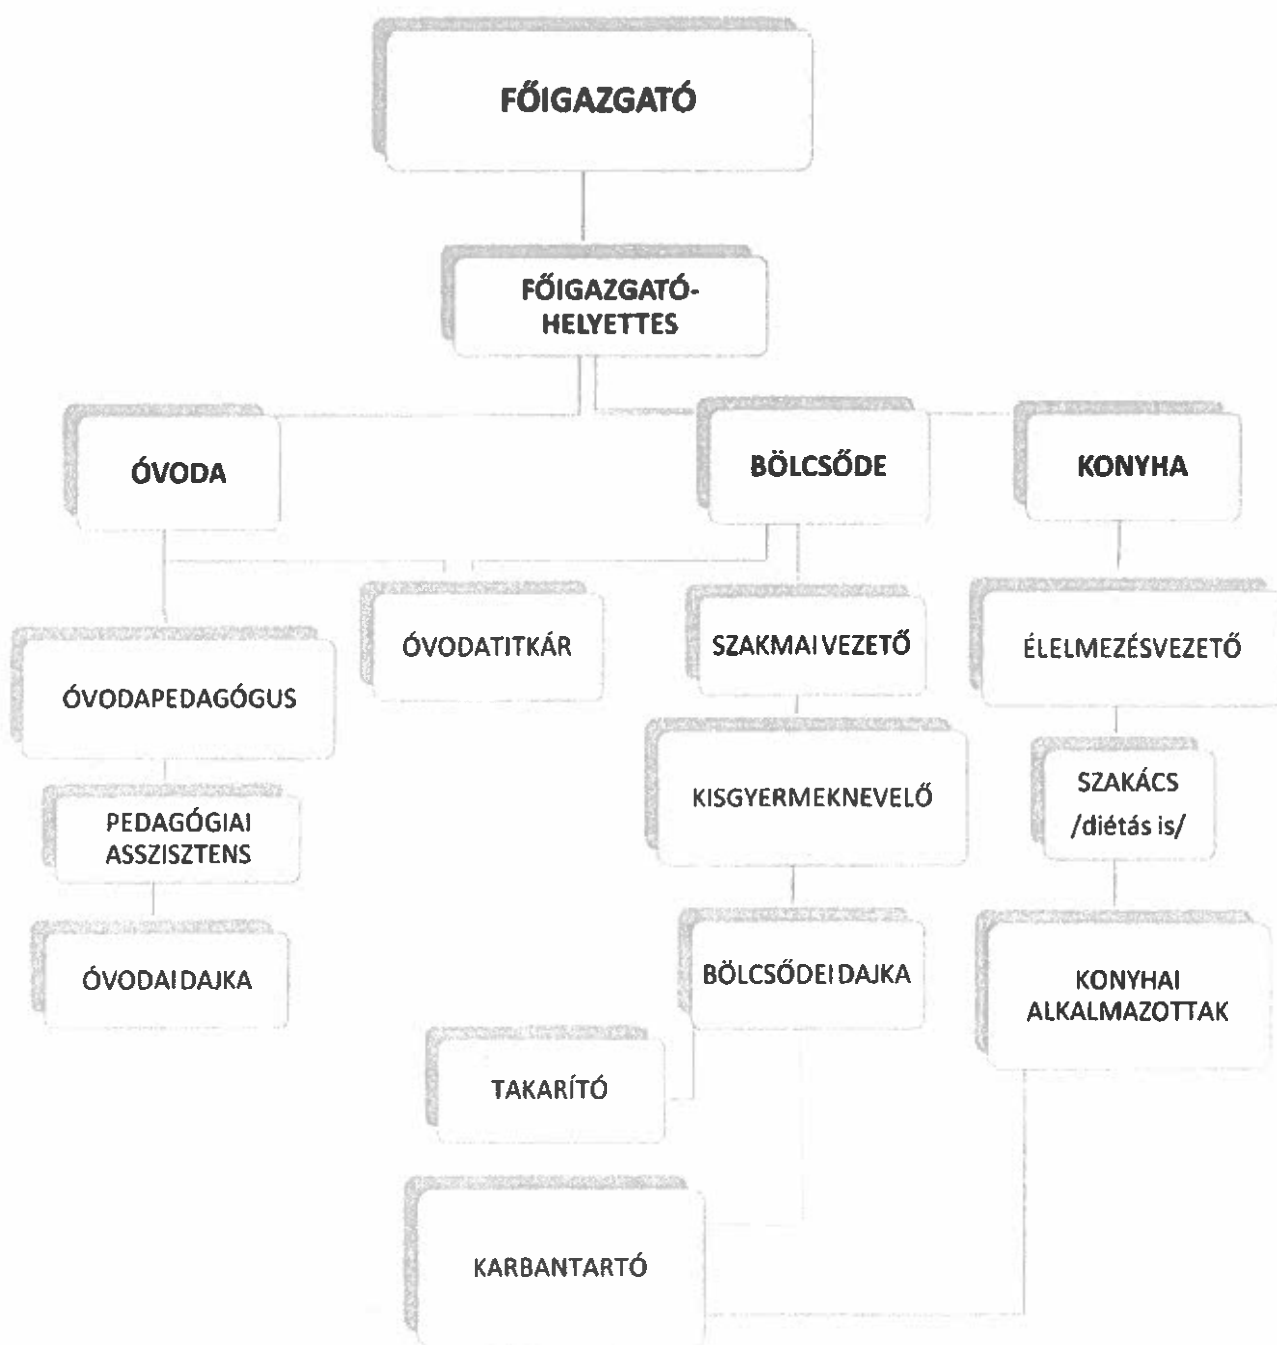 FŐIGAZGATÓ
FŐIGAZGATÓ-
HELYETTES
ÓVODA
BÖLCSŐDE
KONYHA
ÓVODATITKÁR
SZAKMAI VEZETŐ
ÉLELMEZÉSVEZETŐ
ÓVODAPEDAGÓGUS
KISGYERMEKNEVELŐ
SZAKÁCS
/diétás is/
PEDAGÓGIAI
ASSZISZTENS
ÓVODAI DAJKA
BÖLCSŐDEI DAJKA
KONYHAI
ALKALMAZOTTAK
TAKARÍTÓ
KARBANTARTÓ